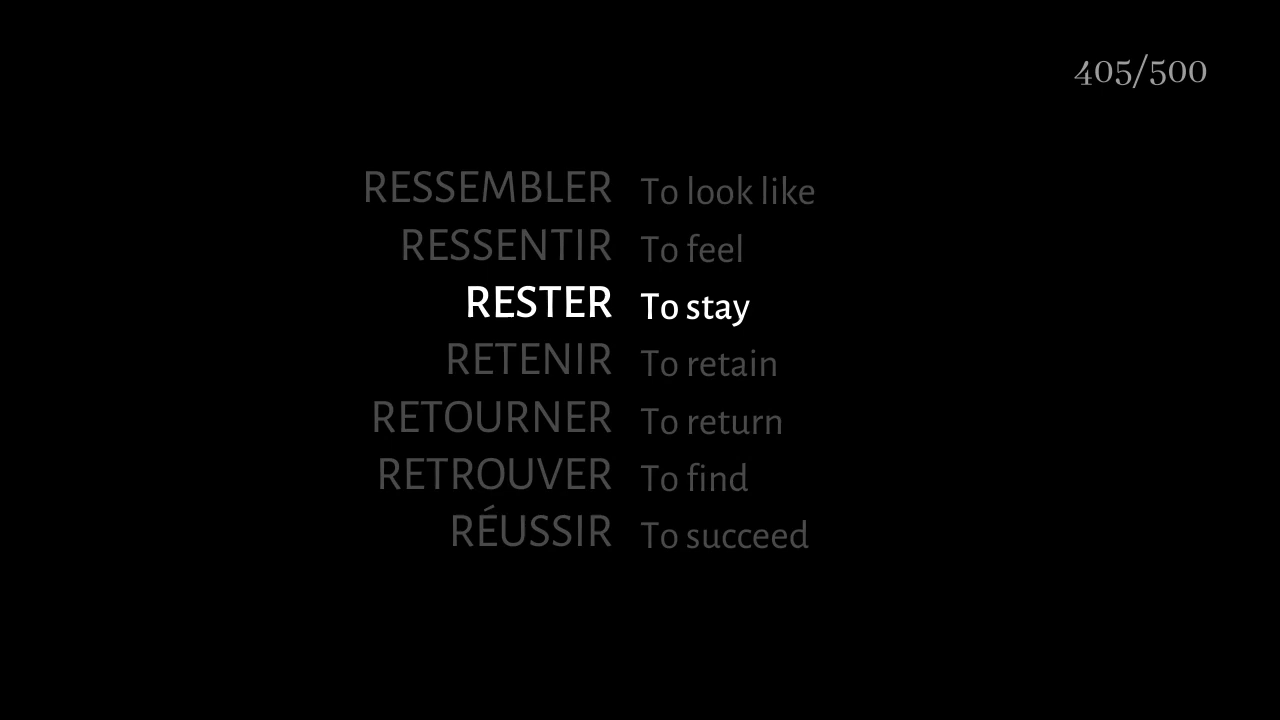 405/500
RESSEMBLER To look like
RESSENTIR To feel
RESTER To stay
RETENIR To retain
RETOURNER To return
RETROUVER To find
RÉUSSIR To succeed